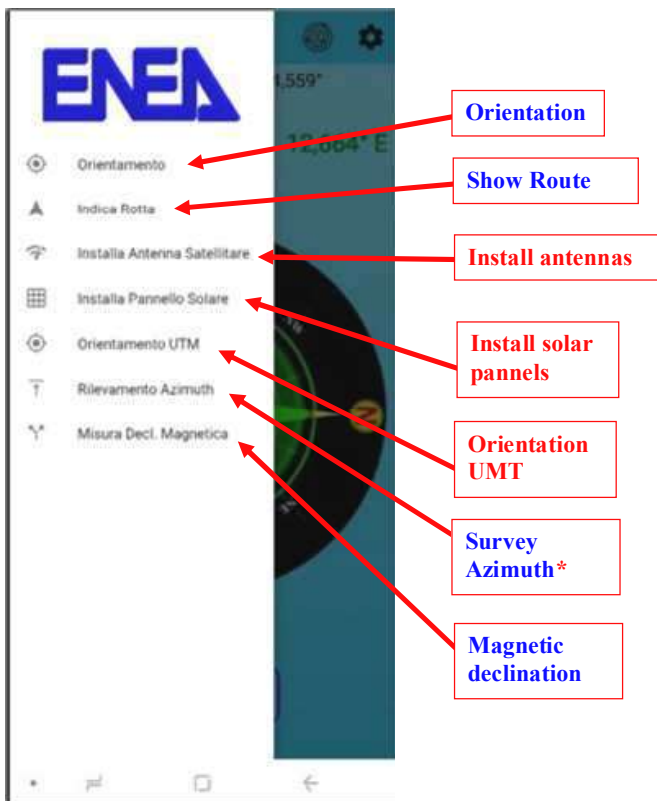 ENEA
,559°
12,664° E
Orientamento
Indica Rotta
Installa Antenna Satellitare
Installa Pannello Solare
Orientamento UTM
Rilevamento Azimuth
Misura Decl. Magnetica
Orientation
Show Route
Install antennas
Install solar
pannels
Orientation
UMT
Survey
Azimuth*
Magnetic
declination